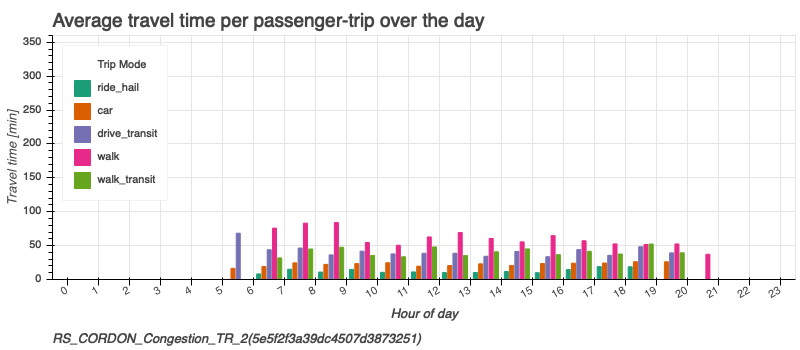 Average travel time per passenger-trip over the day
350
300
250
200
150
100
50
0
Travel time [min]
Trip Mode
ride_hail
car
drive_transit
walk
walk_transit
0 1 2 3 4 5 6 7 8 9 10 11 12 13 14 15 16 17 18 19 20 21 22 23
Hour of day
RS_CORDON_Congestion_TR_2(5e5f2f3a39dc4507d3873251)